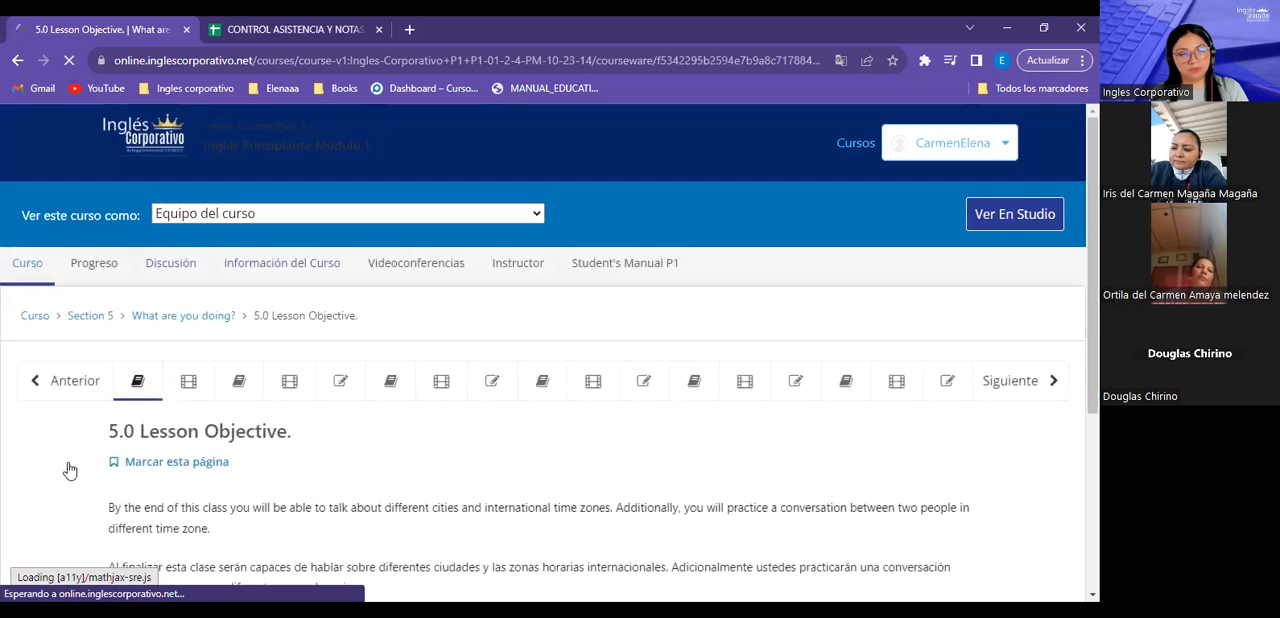 5.0 Lesson Objective. | What are
CONTROL ASISTENCIA Y NOTAS
online.inglescorporativo.net/courses/course-v1:Ingles-Corporativo+P1+P1-01-2-4-PM-10-23-14/courseware/f5342295b2594e7b9a8c717884...
Actualizar
Gmail
YouTube
Ingles corporativo
Elenaaa
Books
Dashboard – Curso...
MANUAL_EDUCATI...
Todos los marcadores
Inglés Corporativo
Inglés Principiante Módulo 1
Cursos
CarmenElena
Ver este curso como:
Equipo del curso
Ver En Studio
Curso
Progreso
Discusión
Información del Curso
Videoconferencias
Instructor
Student's Manual P1
Curso > Section 5 > What are you doing? > 5.0 Lesson Objective.
Anterior
Siguiente
5.0 Lesson Objective.
Marcar esta página
By the end of this class you will be able to talk about different cities and international time zones. Additionally, you will practice a conversation between two people in
different time zone.
Al finalizar esta clase serán capaces de hablar sobre diferentes ciudades y las zonas horarias internacionales. Adicionalmente ustedes practicarán una conversación
Loading [a11y]/mathjax-sre.js
Esperando a online.inglescorporativo.net...
Ingles Corporativo
Iris del Carmen Magaña Magaña
Ortila del Carmen Amaya melendez
Douglas Chirino
Douglas Chirino